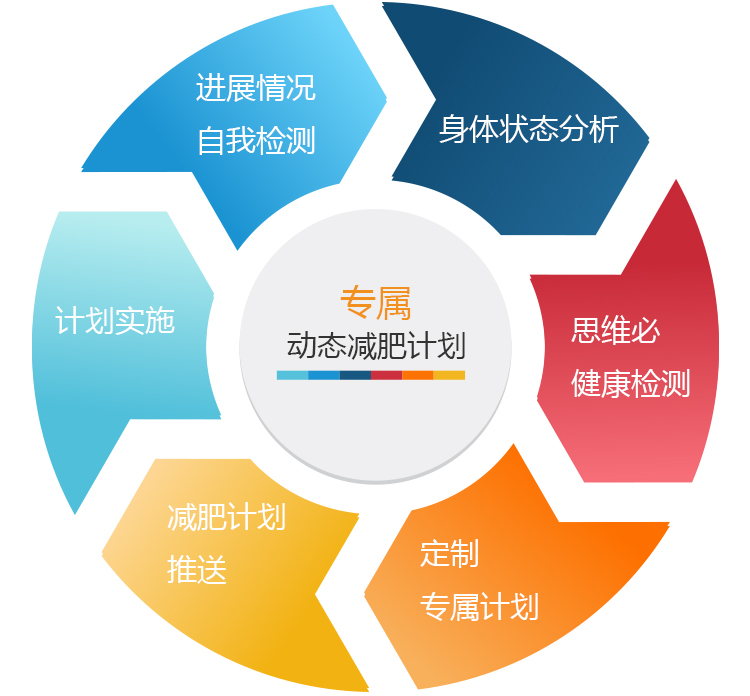 进展情况
自我检测
身体状态分析
思维必
健康检测
定制
专属计划
减肥计划
推送
计划实施
专属
动态减肥计划